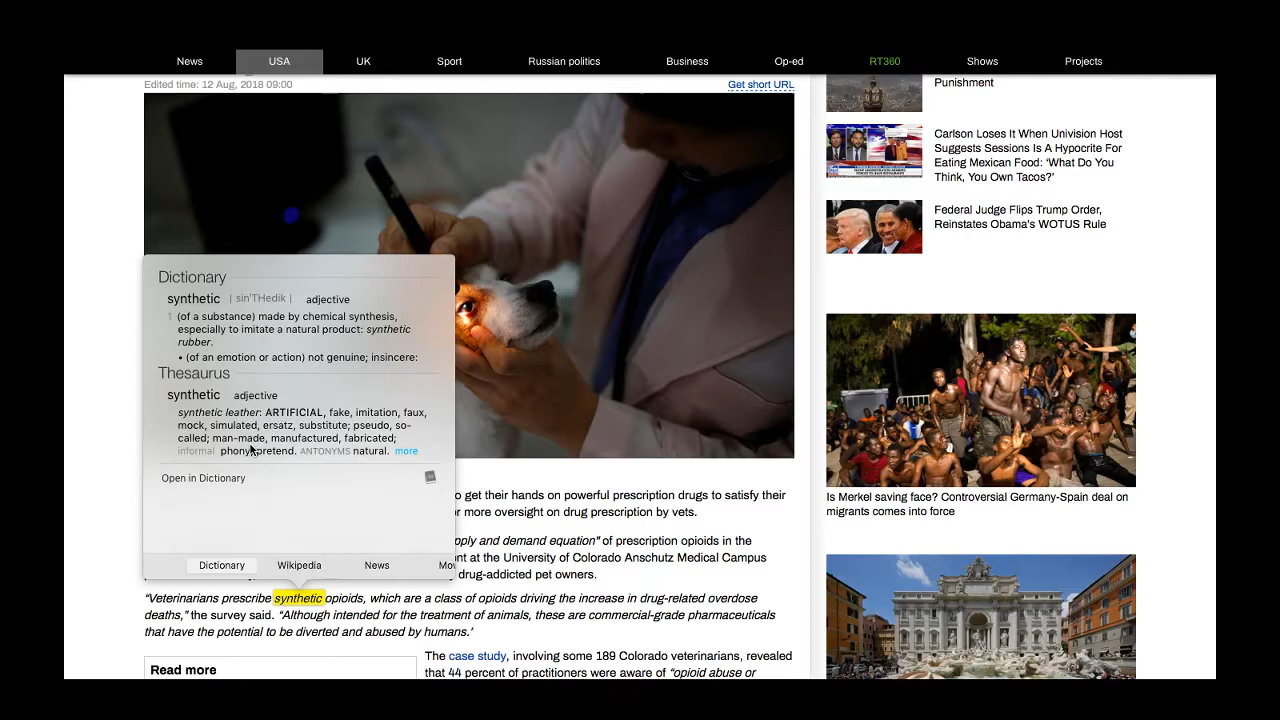 News USA UK Sport Russian politics Business Op-ed RT360 Shows Projects
Edited time: 12 Aug, 2018 09:00
Get short URL
Dictionary
synthetic | sinˈTHedik | adjective
1 (of a substance) made by chemical synthesis,
especially to imitate a natural product: synthetic
rubber.
• (of an emotion or action) not genuine; insincere:
Thesaurus
synthetic adjective
synthetic leather: ARTIFICIAL, fake, imitation, faux,
mock, simulated, ersatz, substitute; pseudo, so-
called; man-made, manufactured, fabricated;
informal phony, pretend. ANTONYMS natural. more
Open in Dictionary
Dictionary Wikipedia News
o get their hands on powerful prescription drugs to satisfy their
r more oversight on drug prescription by vets.
pply and demand equation" of prescription opioids in the
nt at the University of Colorado Anschutz Medical Campus
drug-addicted pet owners.
“Veterinarians prescribe synthetic opioids, which are a class of opioids driving the increase in drug-related overdose
deaths,” the survey said. “Although intended for the treatment of animals, these are commercial-grade pharmaceuticals
that have the potential to be diverted and abused by humans.’
Read more
The case study, involving some 189 Colorado veterinarians, revealed
that 44 percent of practitioners were aware of “opioid abuse or
Punishment
Carlson Loses It When Univision Host
Suggests Sessions Is A Hypocrite For
Eating Mexican Food: ‘What Do You
Think, You Own Tacos?’
Federal Judge Flips Trump Order,
Reinstates Obama’s WOTUS Rule
Is Merkel saving face? Controversial Germany-Spain deal on
migrants comes into force